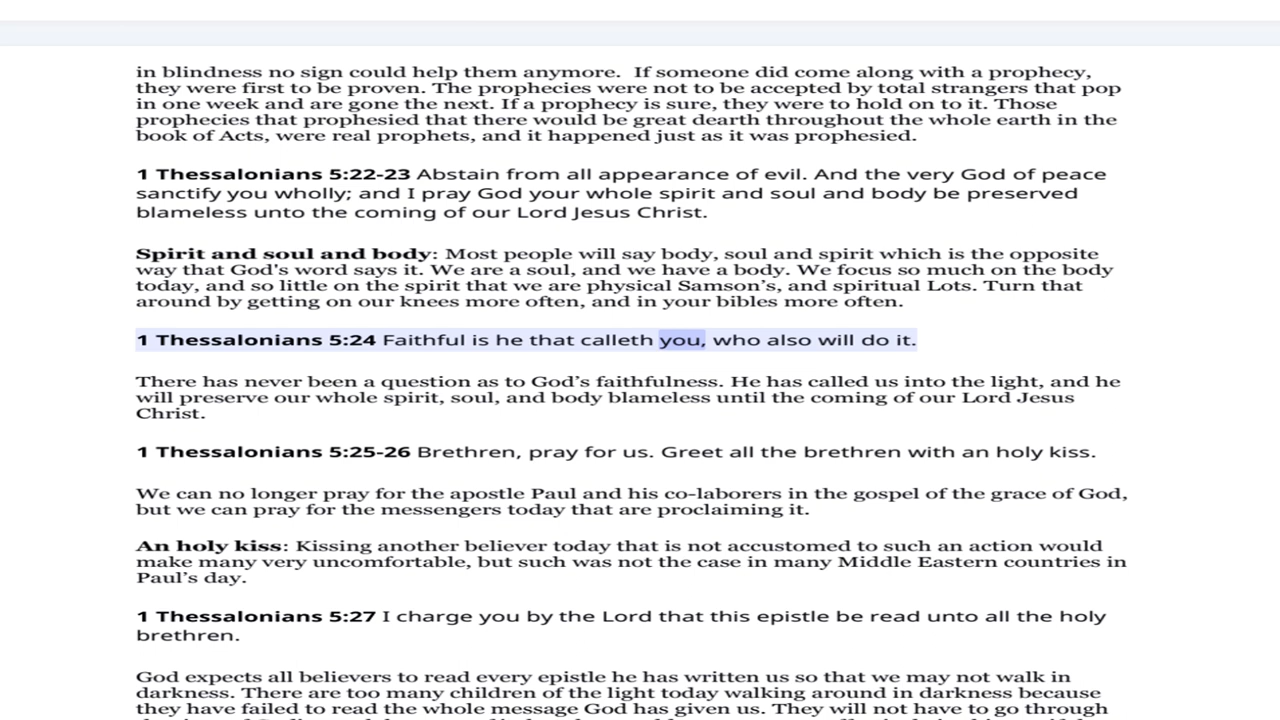 in blindness no sign could help them anymore.  If someone did come along with a prophecy,
they were first to be proven. The prophecies were not to be accepted by total strangers that pop
in one week and are gone the next. If a prophecy is sure, they were to hold on to it. Those
prophecies that prophesied that there would be great dearth throughout the whole earth in the
book of Acts, were real prophets, and it happened just as it was prophesied.
1 Thessalonians 5:22-23 Abstain from all appearance of evil. And the very God of peace
sanctify you wholly; and I pray God your whole spirit and soul and body be preserved
blameless unto the coming of our Lord Jesus Christ.
Spirit and soul and body: Most people will say body, soul and spirit which is the opposite
way that God's word says it. We are a soul, and we have a body. We focus so much on the body
today, and so little on the spirit that we are physical Samson's, and spiritual Lots. Turn that
around by getting on our knees more often, and in your bibles more often.
1 Thessalonians 5:24 Faithful is he that calleth you, who also will do it.
There has never been a question as to God's faithfulness. He has called us into the light, and he
will preserve our whole spirit, soul, and body blameless until the coming of our Lord Jesus
Christ.
1 Thessalonians 5:25-26 Brethren, pray for us. Greet all the brethren with an holy kiss.
We can no longer pray for the apostle Paul and his co-laborers in the gospel of the grace of God,
but we can pray for the messengers today that are proclaiming it.
An holy kiss: Kissing another believer today that is not accustomed to such an action would
make many very uncomfortable, but such was not the case in many Middle Eastern countries in
Paul's day.
1 Thessalonians 5:27 I charge you by the Lord that this epistle be read unto all the holy
brethren.
God expects all believers to read every epistle he has written us so that we may not walk in
darkness. There are too many children of the light today walking around in darkness because
they have failed to read the whole message God has given us. They will not have to go through